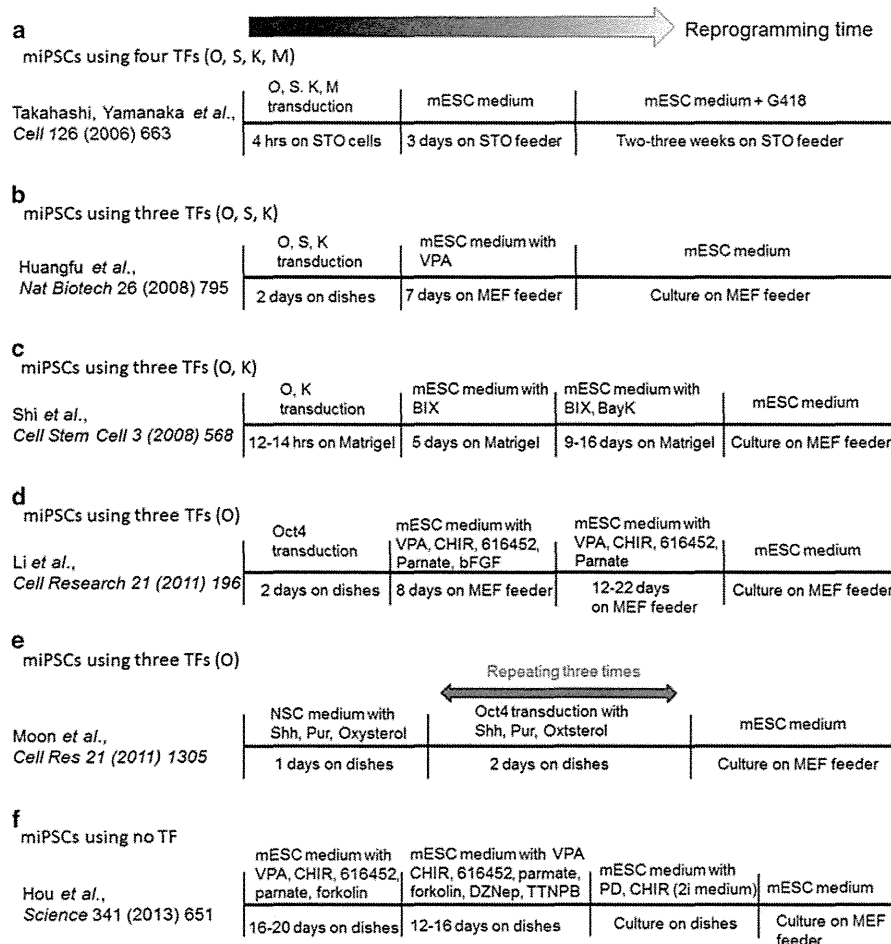 Reprogramming time
a
miPSCs using four TFs (O, S, K, M)
Takahashi, Yamanaka et al.,
Cell 126 (2006) 663
O, S. K, M
transduction
4 hrs on STO cells
mESC medium
3 days on STO feeder
mESC medium + G418
Two-three weeks on STO feeder
b
miPSCs using three TFs (O, S, K)
Huangfu et al.,
Nat Biotech 26 (2008) 795
O, S, K
transduction
2 days on dishes
mESC medium with
VPA
7 days on MEF feeder
mESC medium
Culture on MEF feeder
c
miPSCs using three TFs (O, K)
Shi et al.,
Cell Stem Cell 3 (2008) 568
O, K
transduction
12-14 hrs on Matrigel
mESC medium with
BIX
5 days on Matrigel
mESC medium with
BIX, BayK
9-16 days on Matrigel
mESC medium
Culture on MEF feeder
d
miPSCs using three TFs (O)
Li et al.,
Cell Research 21 (2011) 196
Oct4
transduction
2 days on dishes
mESC medium with
VPA, CHIR, 616452,
Parnate, bFGF
8 days on MEF feeder
mESC medium with
VPA, CHIR, 616452,
Parnate
12-22 days
on MEF feeder
mESC medium
Culture on MEF feeder
e
miPSCs using three TFs (O)
Moon et al.,
Cell Res 21 (2011) 1305
NSC medium with
Shh, Pur, Oxysterol
1 days on dishes
Repeating three times
Oct4 transduction with
Shh, Pur, Oxtsterol
2 days on dishes
mESC medium
Culture on MEF feeder
f
miPSCs using no TF
Hou et al.,
Science 341 (2013) 651
mESC medium with
VPA, CHIR, 616452,
parnate, forkolin
16-20 days on dishes
mESC medium with VPA
CHIR, 616452, parmate,
forkolin, DZNep, TTNPB
12-16 days on dishes
mESC medium with
PD, CHIR (2i medium)
Culture on dishes
mESC medium
Culture on MEF
feeder